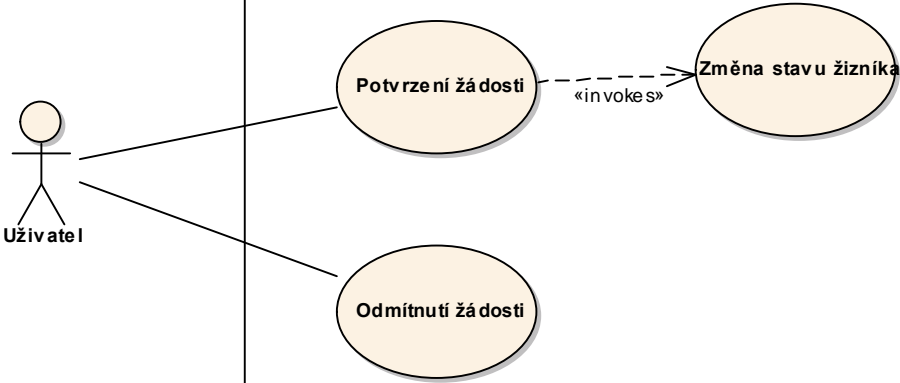 Změna stavu žizníka
Potvrzení žádosti
«invokes»
Uživatel
Odmítnutí žádosti